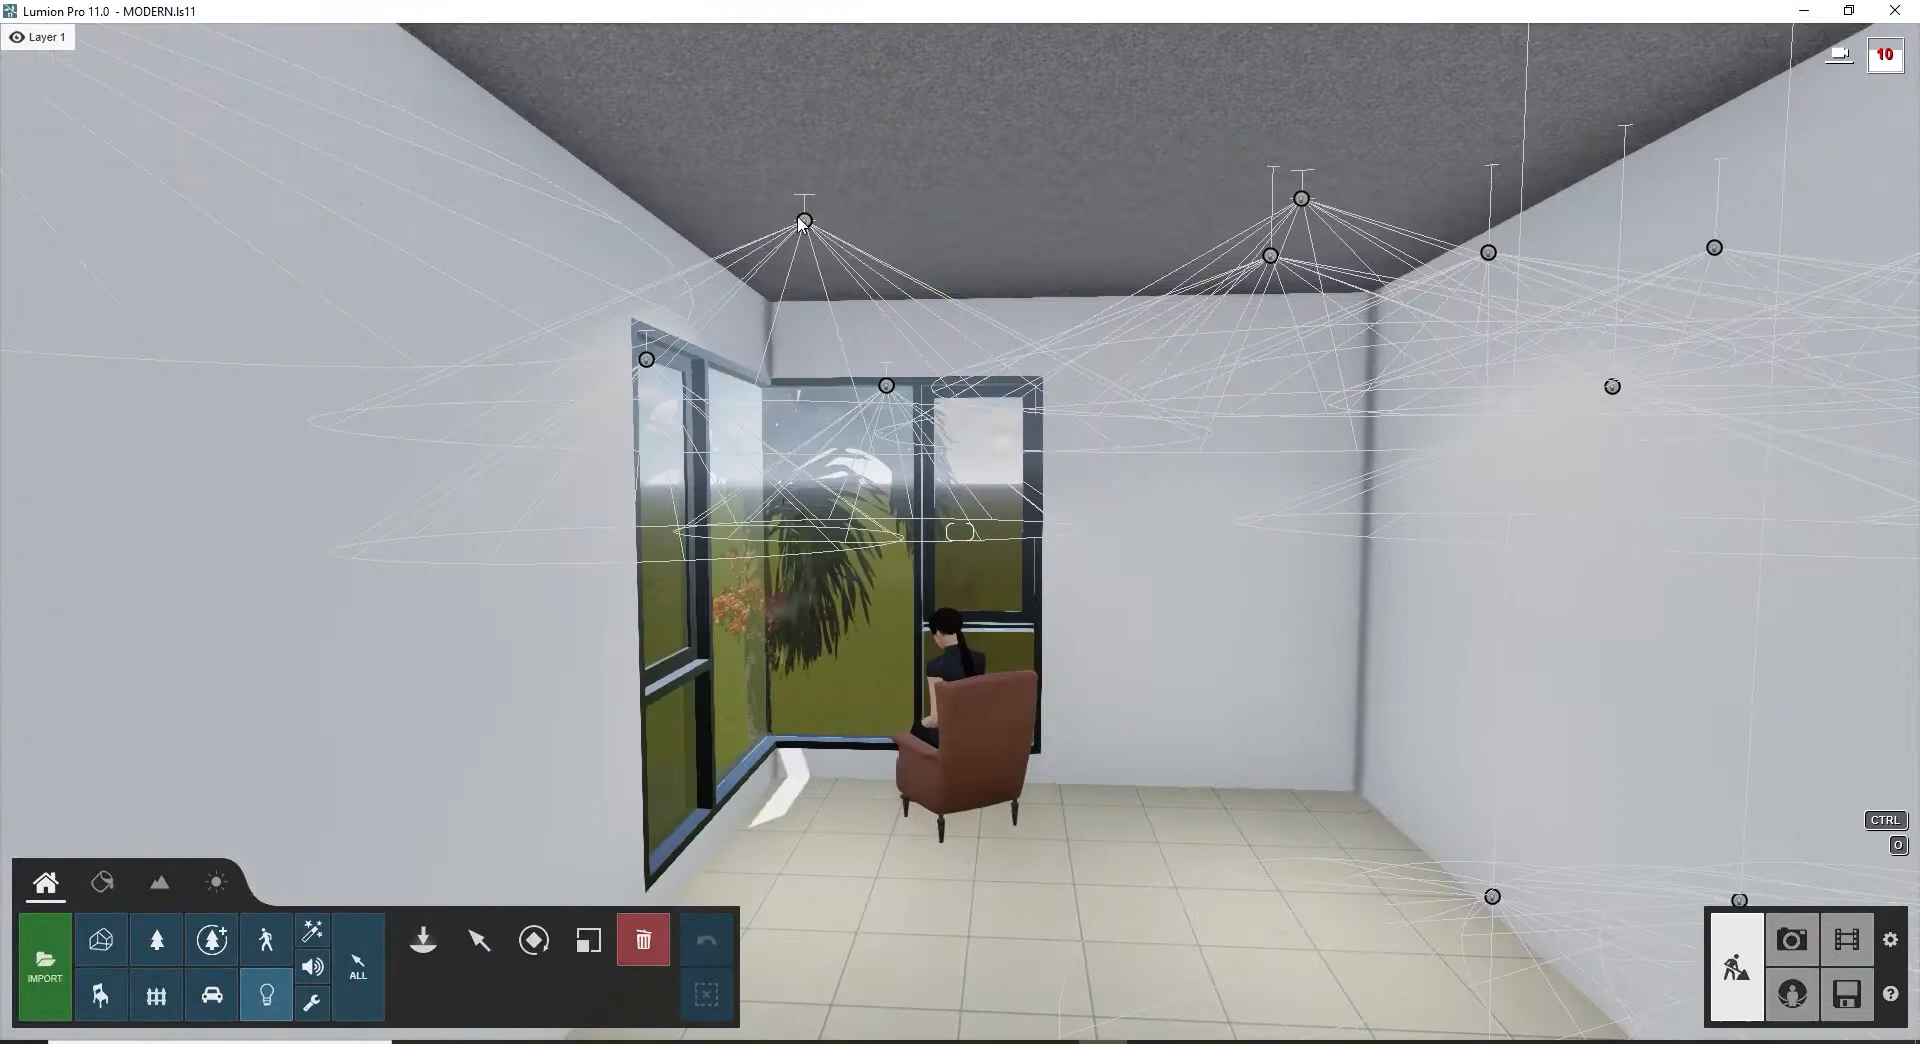 Lumion Pro 11.0 - MODERN.ls11
Layer 1
10
CTRL
O
IMPORT
ALL
?